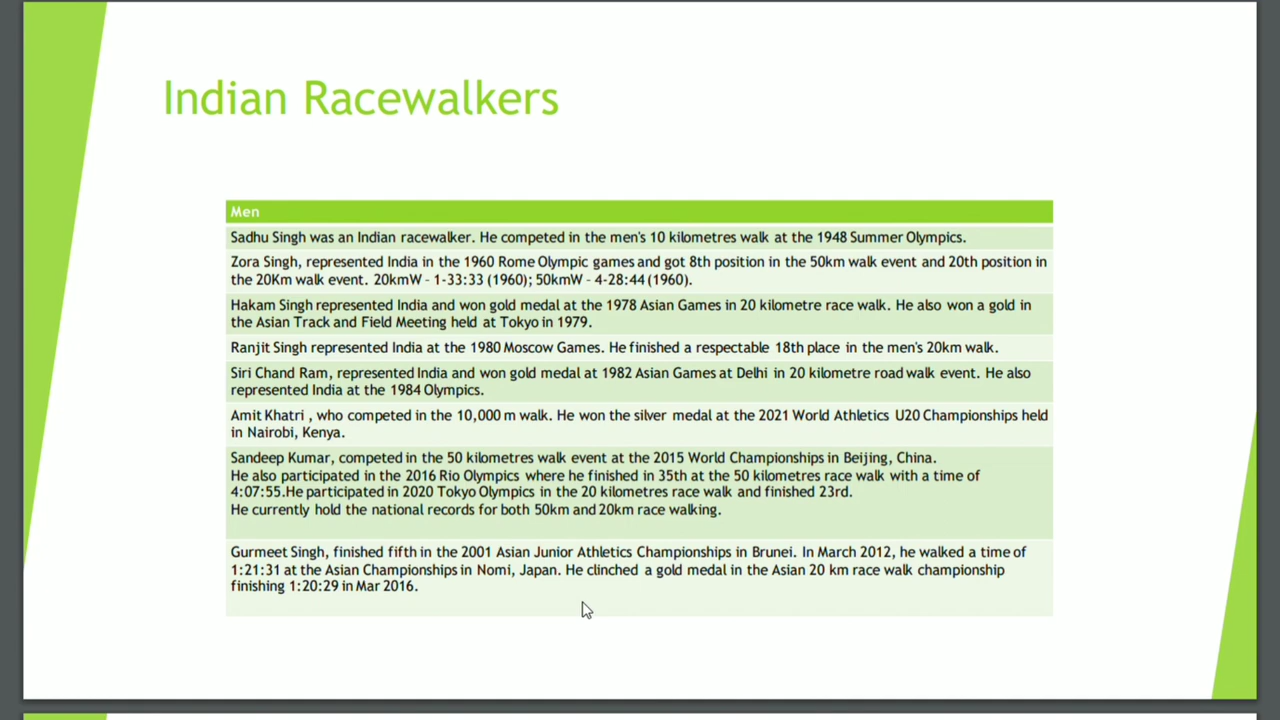 Indian Racewalkers
Men
Sadhu Singh was an Indian racewalker. He competed in the men's 10 kilometres walk at the 1948 Summer Olympics.
Zora Singh, represented India in the 1960 Rome Olympic games and got 8th position in the 50km walk event and 20th position in
the 20Km walk event. 20kmW - 1-33:33 (1960); 50kmW - 4-28:44 (1960).
Hakam Singh represented India and won gold medal at the 1978 Asian Games in 20 kilometre race walk. He also won a gold in
the Asian Track and Field Meeting held at Tokyo in 1979.
Ranjit Singh represented India at the 1980 Moscow Games. He finished a respectable 18th place in the men's 20km walk.
Siri Chand Ram, represented India and won gold medal at 1982 Asian Games at Delhi in 20 kilometre road walk event. He also
represented India at the 1984 Olympics.
Amit Khatri , who competed in the 10,000 m walk. He won the silver medal at the 2021 World Athletics U20 Championships held
in Nairobi, Kenya.
Sandeep Kumar, competed in the 50 kilometres walk event at the 2015 World Championships in Beijing, China.
He also participated in the 2016 Rio Olympics where he finished in 35th at the 50 kilometres race walk with a time of
4:07:55.He participated in 2020 Tokyo Olympics in the 20 kilometres race walk and finished 23rd.
He currently hold the national records for both 50km and 20km race walking.
Gurmeet Singh, finished fifth in the 2001 Asian Junior Athletics Championships in Brunei. In March 2012, he walked a time of
1:21:31 at the Asian Championships in Nomi, Japan. He clinched a gold medal in the Asian 20 km race walk championship
finishing 1:20:29 in Mar 2016.